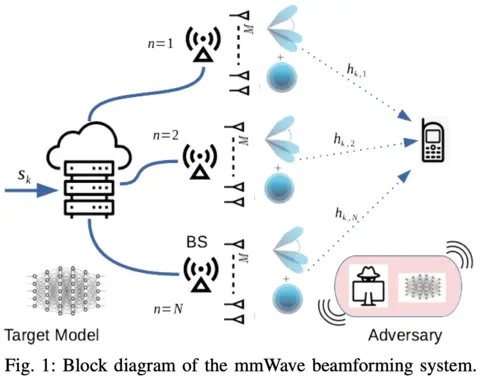 n=1
M
+
h_{k,1}
n=2
M
h_{k,2}
+
s_k
h_{k,N}
BS
M
+
n=N
Target Model
Adversary
Fig. 1: Block diagram of the mmWave beamforming system.